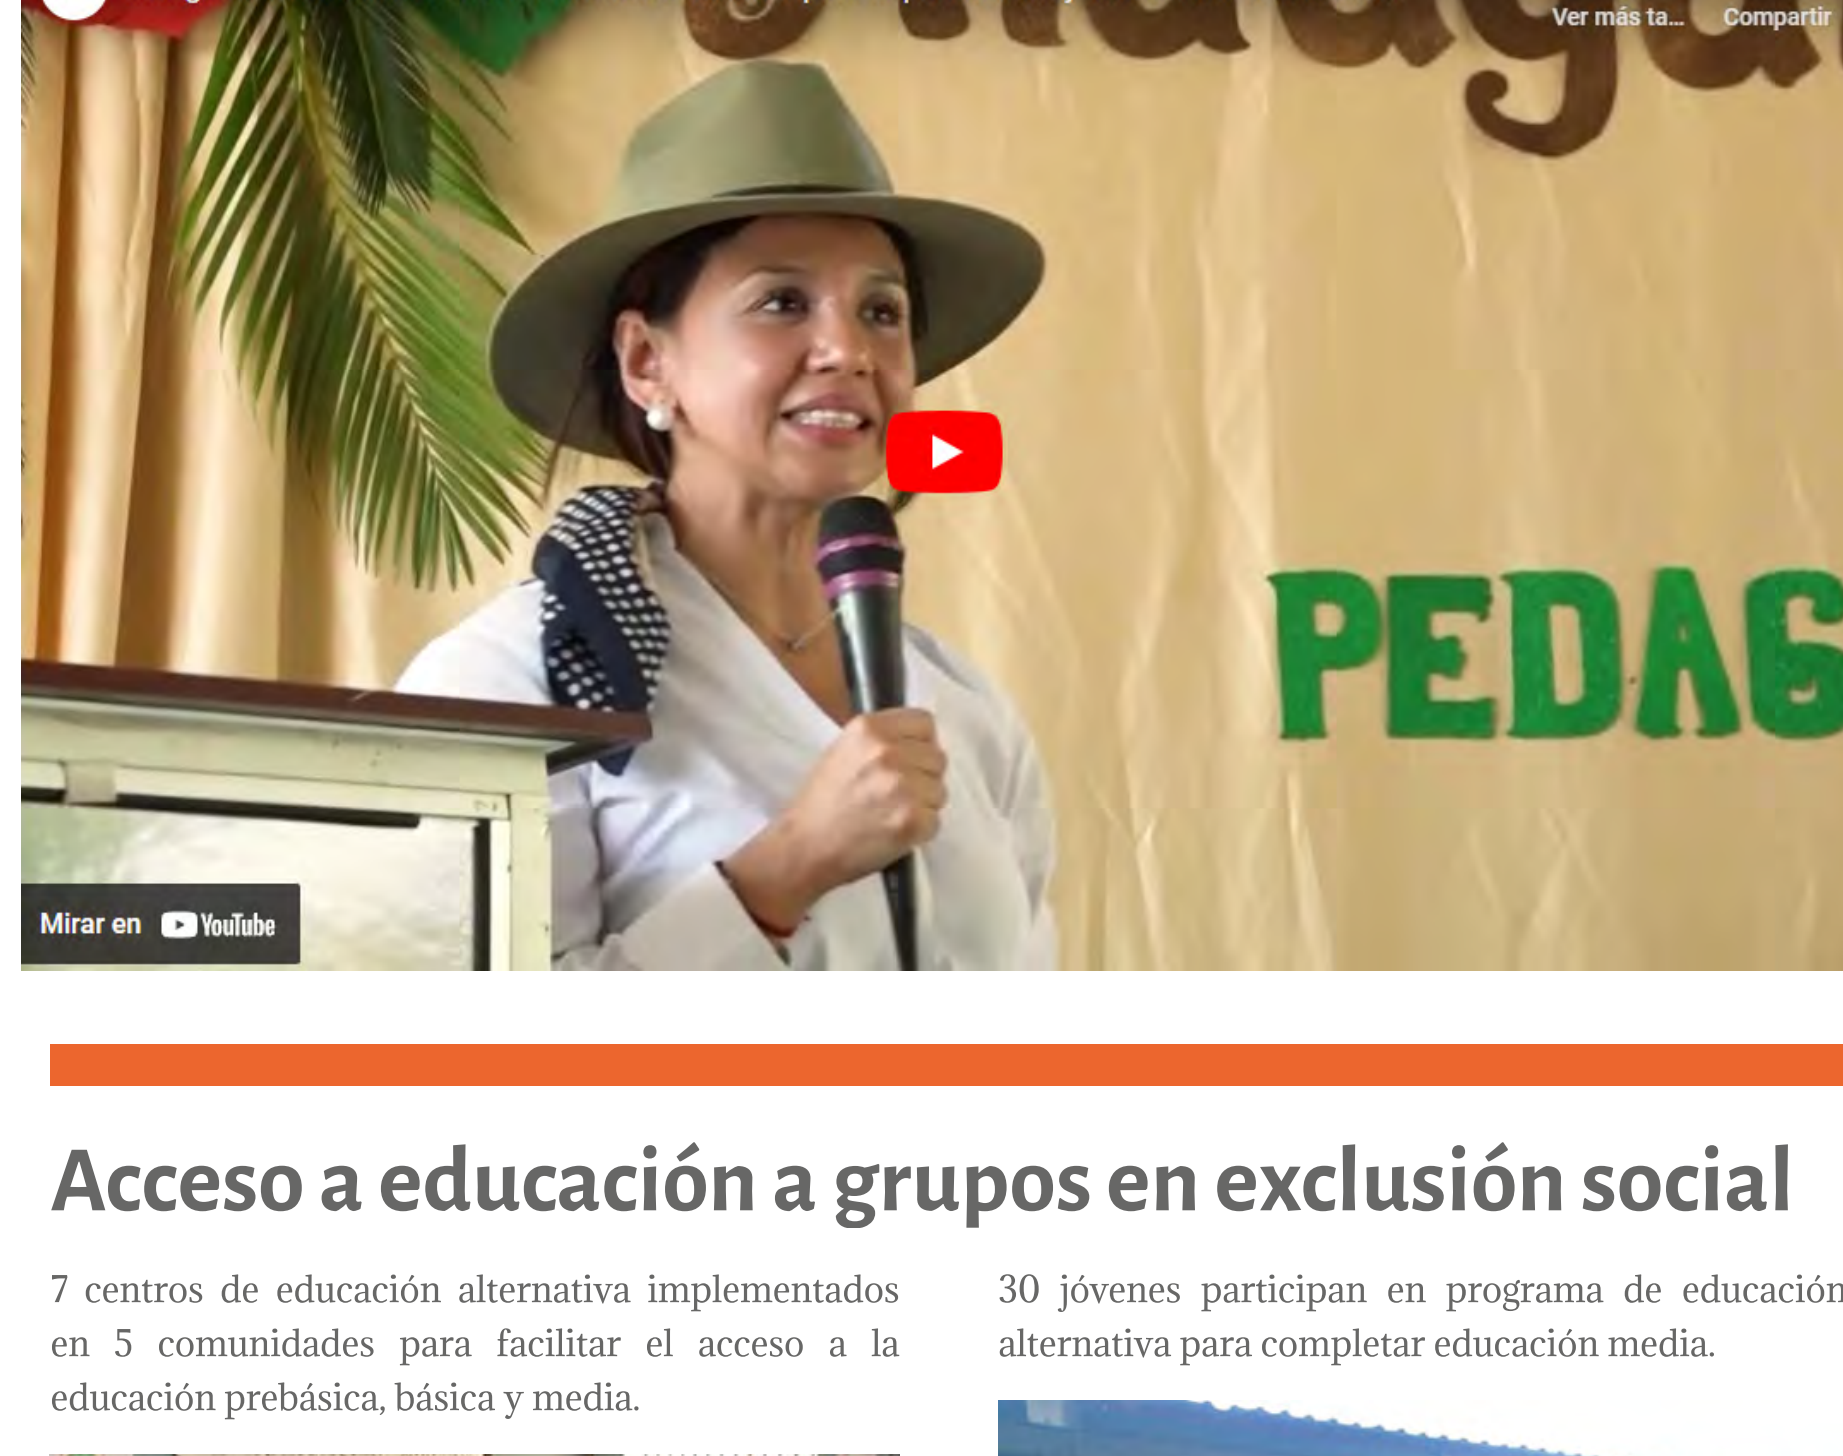 Ver más ta...
Compartir
PEDAG
Mirar en YouTube
Acceso a educación a grupos en exclusión social
7 centros de educación alternativa implementados
en 5 comunidades para facilitar el acceso a la
educación prebásica, básica y media.
30 jóvenes participan en programa de educación
alternativa para completar educación media.